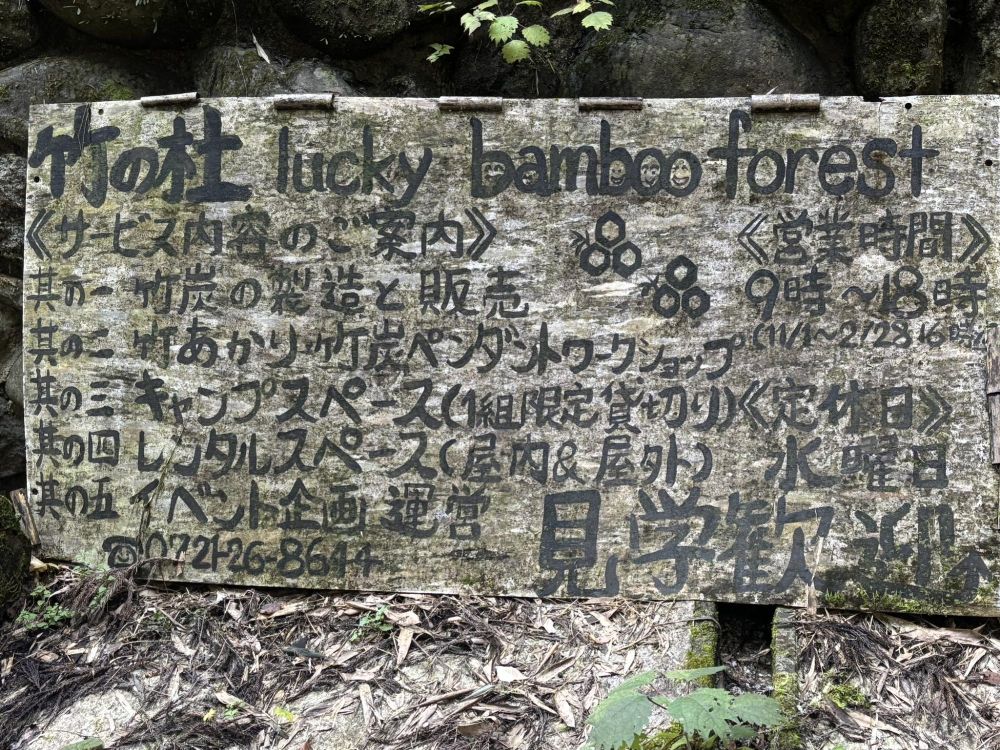 竹の杜 lucky bamboo forest
《サービス内容のご案内》
其の一 竹炭の製造と販売
其の二 竹あかり・竹炭ペンダントワークショップ
其の三 キャンプスペース(1組限定貸切り)
其の四 レンタルスペース(屋内&屋外)
其の五 イベント企画運営
☎0721-26-8644
《営業時間》
9時〜18時
(11/1〜2/28 16時
《定休日》
水曜日
見学歓迎↑